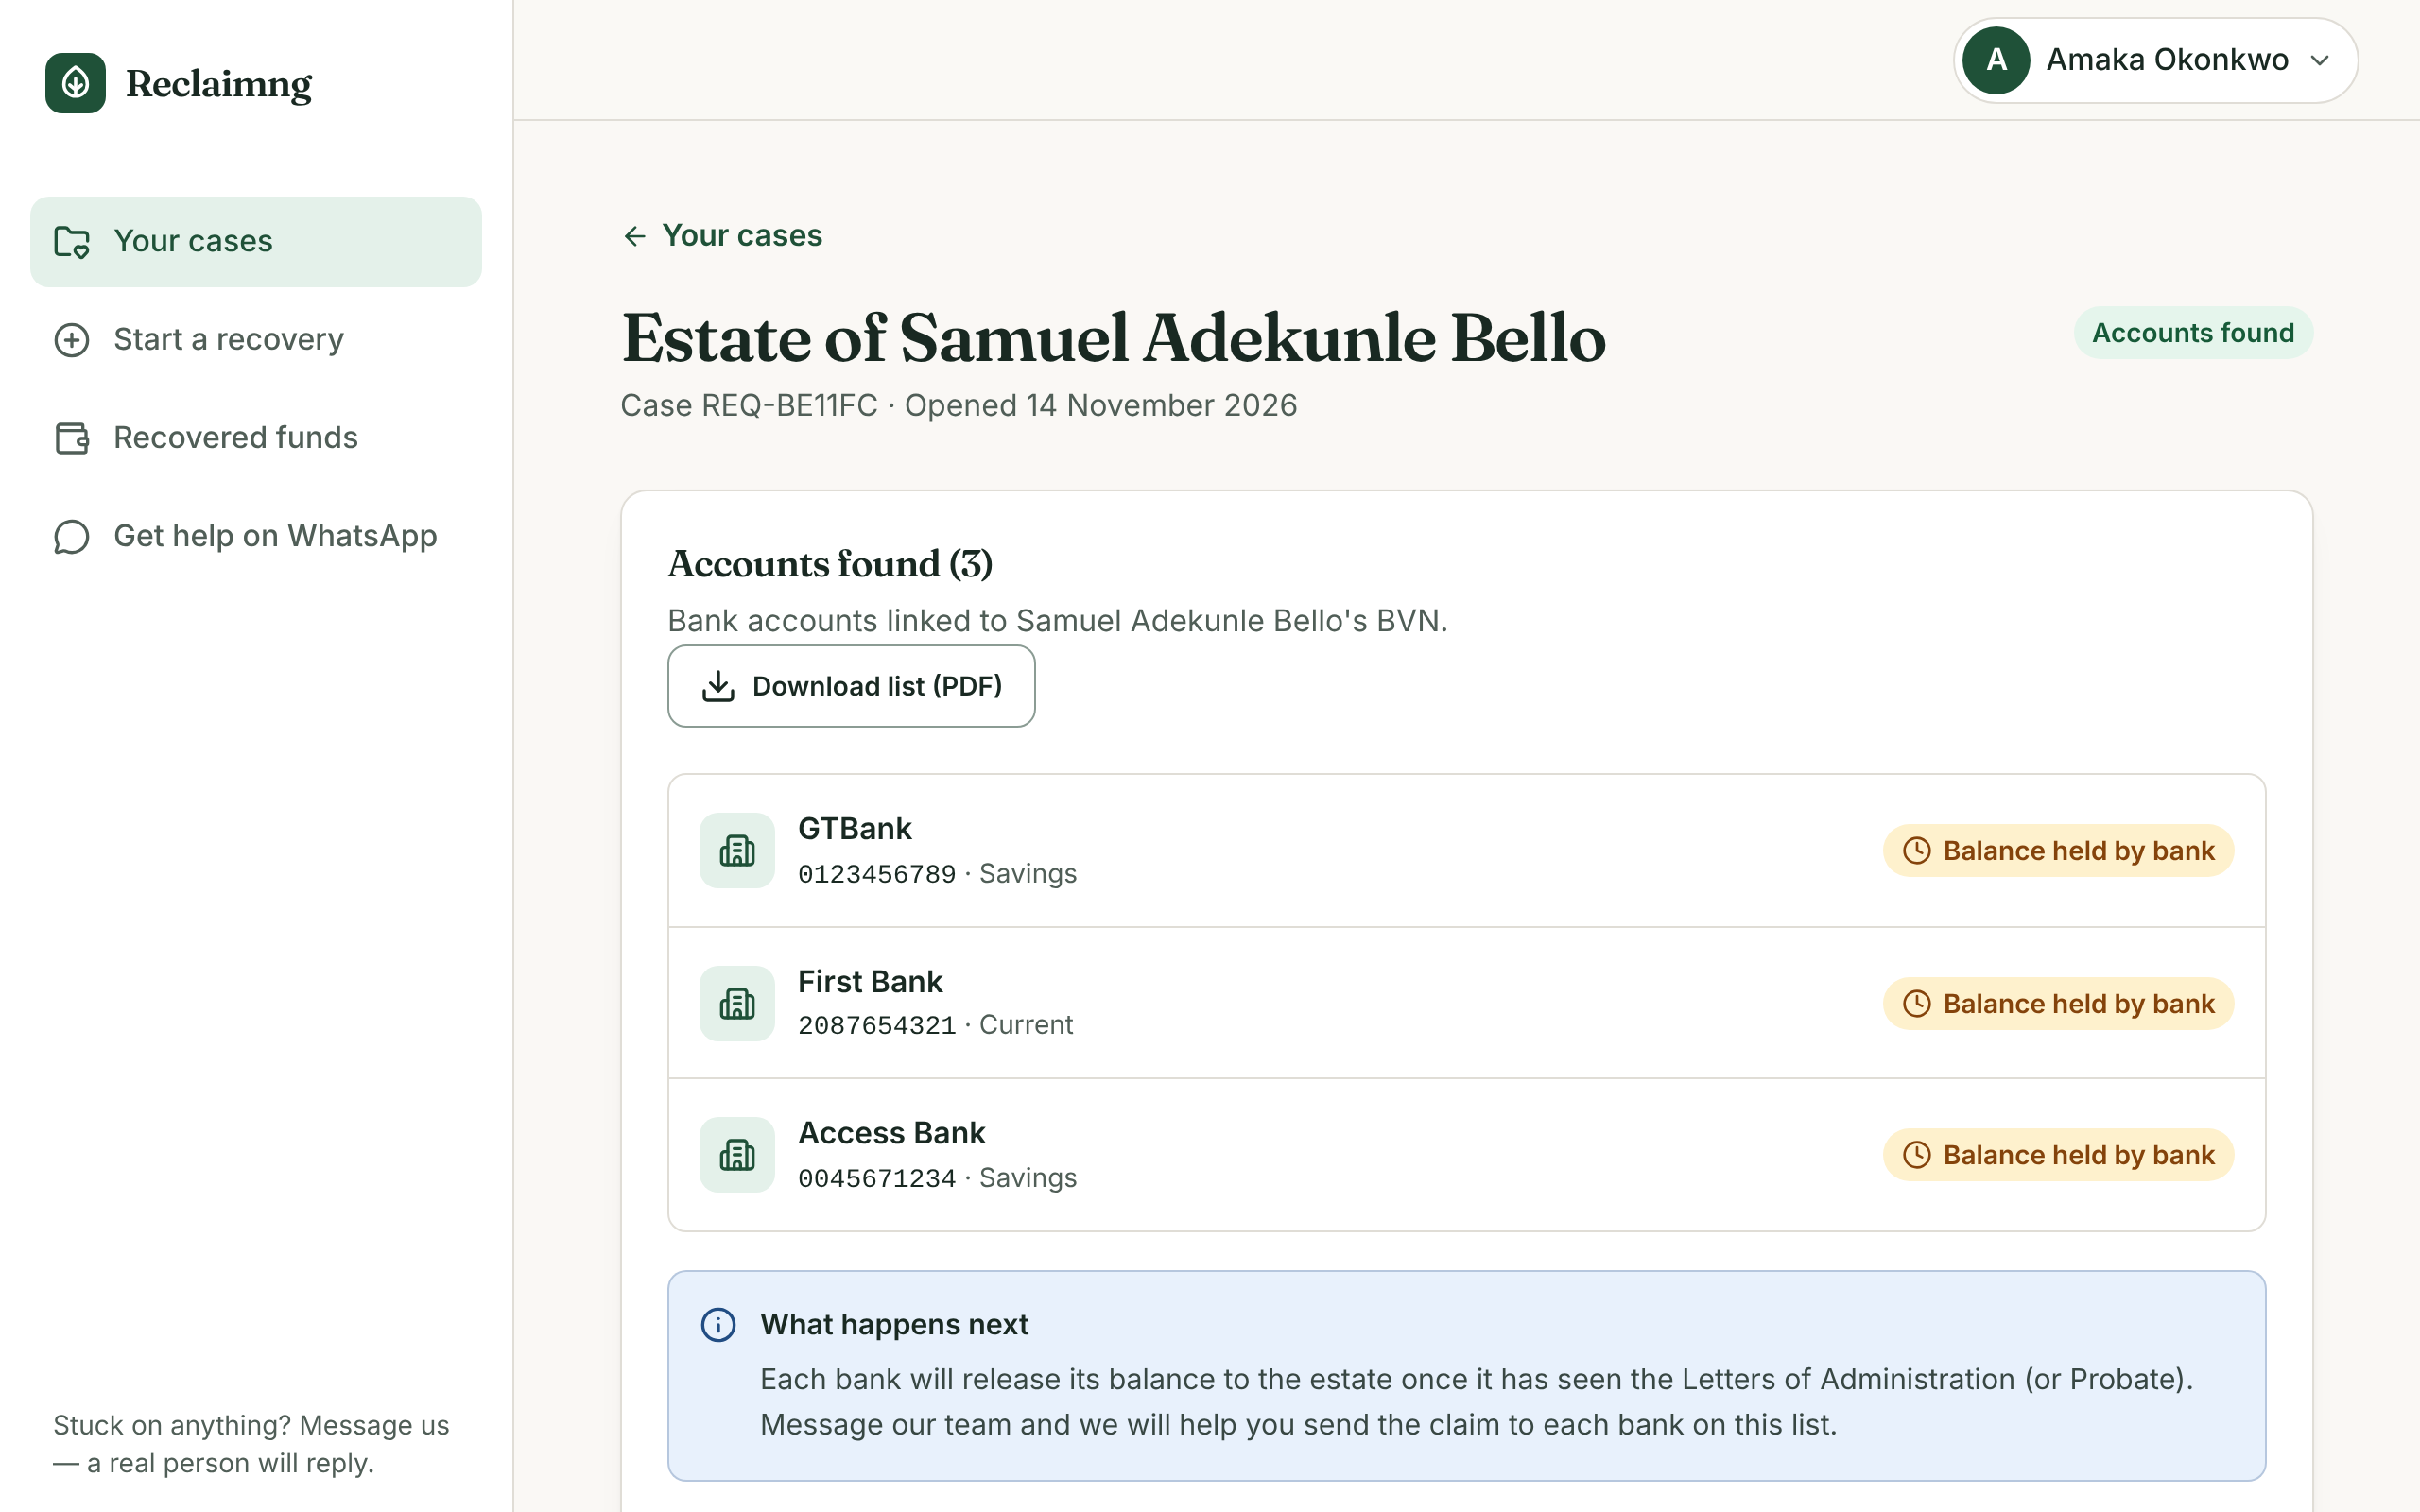 Reclaimng
Amaka Okonkwo
A
Your cases
Start a recovery
Recovered funds
Get help on WhatsApp
Stuck on anything? Message us
— a real person will reply.
Your cases
Estate of Samuel Adekunle Bello
Accounts found
Case REQ-BE11FC · Opened 14 November 2026
Accounts found (3)
Bank accounts linked to Samuel Adekunle Bello's BVN.
Download list (PDF)
GTBank
0123456789 · Savings
Balance held by bank
First Bank
2087654321 · Current
Balance held by bank
Access Bank
0045671234 · Savings
Balance held by bank
What happens next
Each bank will release its balance to the estate once it has seen the Letters of Administration (or Probate).
Message our team and we will help you send the claim to each bank on this list.